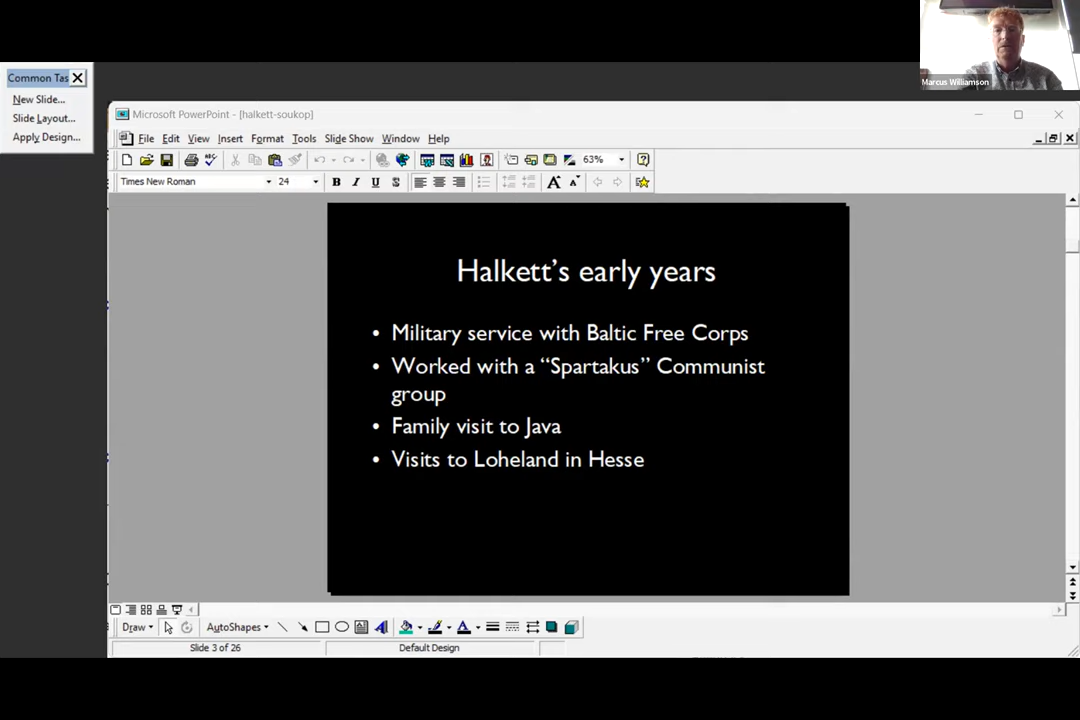 Marcus Williamson
Common Tas
New Slide...
Slide Layout...
Apply Design...
Microsoft PowerPoint - [halkett-soukop]
File Edit View Insert Format Tools Slide Show Window Help
63%
Times New Roman 24 B I U S A A
Halkett’s early years
• Military service with Baltic Free Corps
• Worked with a “Spartakus” Communist
group
• Family visit to Java
• Visits to Loheland in Hesse
Draw AutoShapes A A
Slide 3 of 26 Default Design